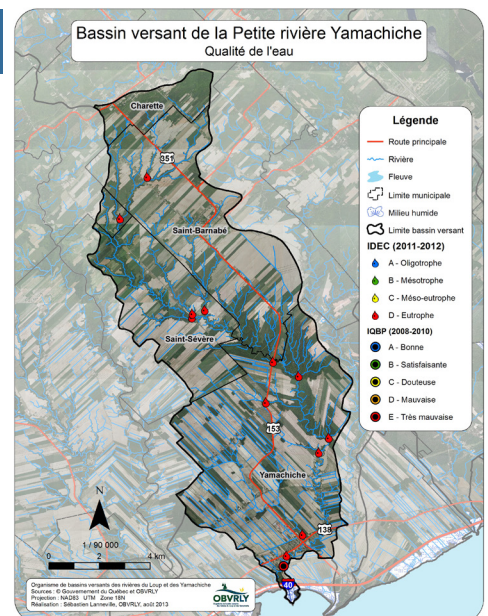 Bassin versant de la Petite rivière Yamachiche
Qualité de l'eau
Charette
351
Saint-Barnabé
Saint-Sévère
153
Yamachiche
138
40
Légende
Route principale
Rivière
Fleuve
Limite municipale
Milieu humide
Limite bassin versant
IDEC (2011-2012)
A - Oligotrophe
B - Mésotrophe
C - Méso-eutrophe
D - Eutrophe
IQBP (2008-2010)
A - Bonne
B - Satisfaisante
C - Douteuse
D - Mauvaise
E - Très mauvaise
N
1 / 90 000
0 2 4 km
Organisme de bassins versants des rivières du Loup et des Yamachiche
Sources : © Gouvernement du Québec et OBVRLY
Projection : NAD83 UTM Zone 18N
Réalisation : Sébastien Lanneville, OBVRLY, août 2013
OBVRLY